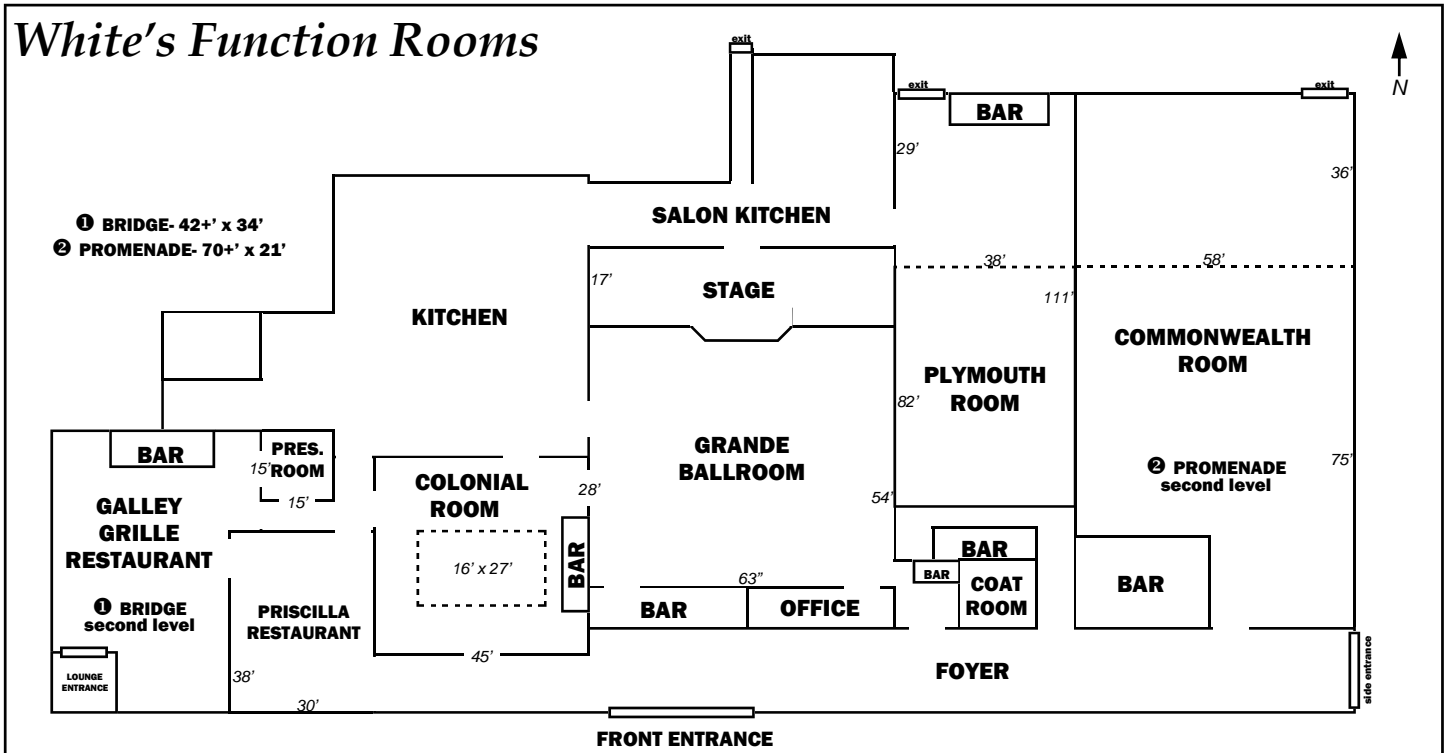 White's Function Rooms
exit
exit
exit
N
BAR
29'
36'
❶ BRIDGE- 42+' x 34'
❷ PROMENADE- 70+' x 21'
SALON KITCHEN
38'
58'
17'
STAGE
111'
KITCHEN
COMMONWEALTH
ROOM
PLYMOUTH
ROOM
82'
BAR
PRES.
ROOM
15'
15'
GRANDE
BALLROOM
❷ PROMENADE
second level
75'
COLONIAL
ROOM
28'
54'
GALLEY
GRILLE
RESTAURANT
16' x 27'
BAR
63"
BAR
BAR
COAT
ROOM
BAR
❶ BRIDGE
second level
PRISCILLA
RESTAURANT
BAR
OFFICE
45'
FOYER
LOUNGE
ENTRANCE
38'
30'
side entrance
FRONT ENTRANCE